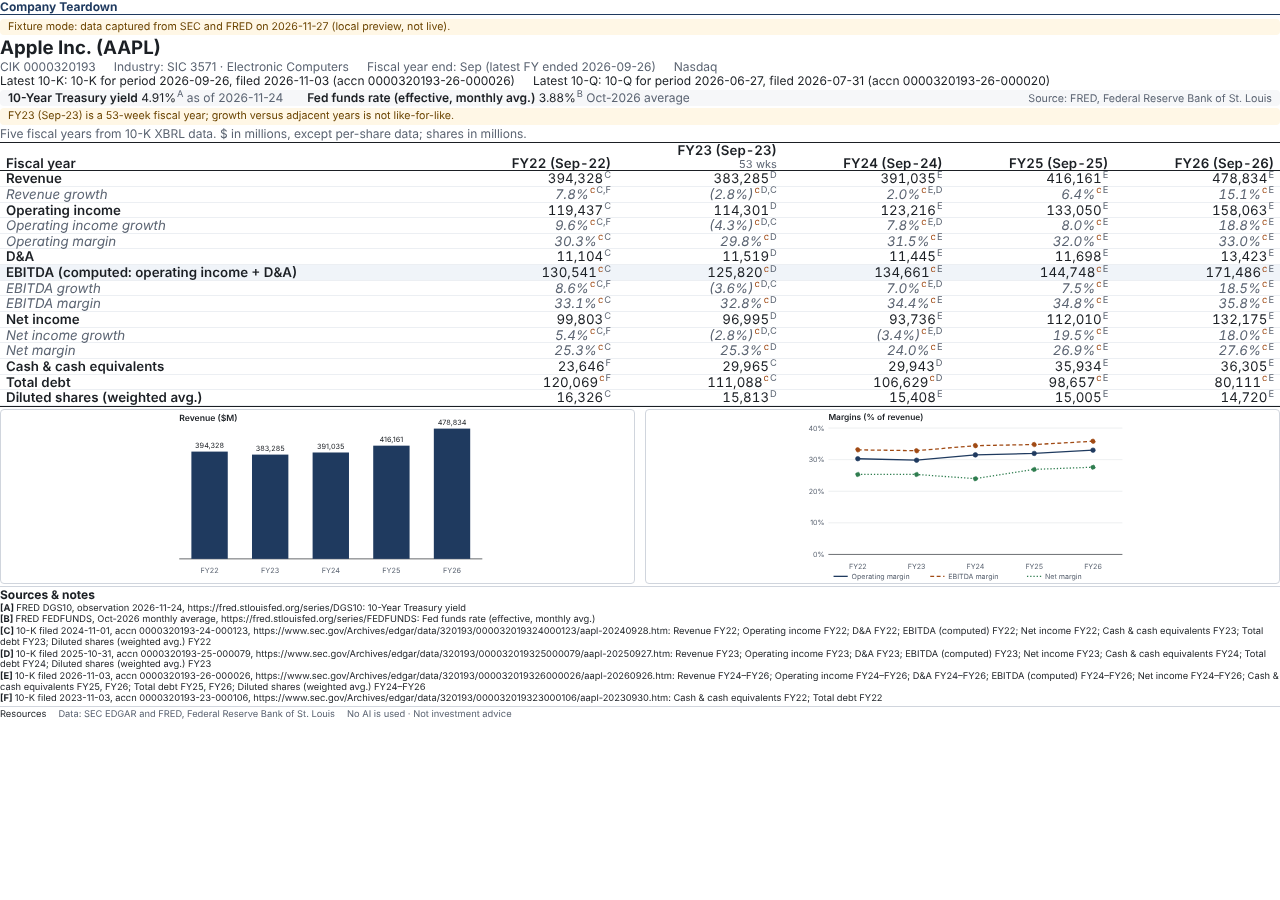 Company Teardown
Fixture mode: data captured from SEC and FRED on 2026-11-27 (local preview, not live).
Apple Inc. (AAPL)
CIK 0000320193 Industry: SIC 3571 · Electronic Computers Fiscal year end: Sep (latest FY ended 2026-09-26) Nasdaq
Latest 10-K: 10-K for period 2026-09-26, filed 2026-11-03 (accn 0000320193-26-000026) Latest 10-Q: 10-Q for period 2026-06-27, filed 2026-07-31 (accn 0000320193-26-000020)
10-Year Treasury yield 4.91%A as of 2026-11-24 Fed funds rate (effective, monthly avg.) 3.88%B Oct-2026 average Source: FRED, Federal Reserve Bank of St. Louis
FY23 (Sep-23) is a 53-week fiscal year; growth versus adjacent years is not like-for-like.
Five fiscal years from 10-K XBRL data. $ in millions, except per-share data; shares in millions.
Fiscal year FY22 (Sep-22) FY23 (Sep-23) 53 wks FY24 (Sep-24) FY25 (Sep-25) FY26 (Sep-26)
Revenue 394,328C 383,285D 391,035E 416,161E 478,834E
Revenue growth 7.8%cC,F (2.8%)cD,C 2.0%cE,D 6.4%cE 15.1%cE
Operating income 119,437C 114,301D 123,216E 133,050E 158,063E
Operating income growth 9.6%cC,F (4.3%)cD,C 7.8%cE,D 8.0%cE 18.8%cE
Operating margin 30.3%cC 29.8%cD 31.5%cE 32.0%cE 33.0%cE
D&A 11,104C 11,519D 11,445E 11,698E 13,423E
EBITDA (computed: operating income + D&A) 130,541cC 125,820cD 134,661cE 144,748cE 171,486cE
EBITDA growth 8.6%cC,F (3.6%)cD,C 7.0%cE,D 7.5%cE 18.5%cE
EBITDA margin 33.1%cC 32.8%cD 34.4%cE 34.8%cE 35.8%cE
Net income 99,803C 96,995D 93,736E 112,010E 132,175E
Net income growth 5.4%cC,F (2.8%)cD,C (3.4%)cE,D 19.5%cE 18.0%cE
Net margin 25.3%cC 25.3%cD 24.0%cE 26.9%cE 27.6%cE
Cash & cash equivalents 23,646F 29,965C 29,943D 35,934E 36,305E
Total debt 120,069cF 111,088cC 106,629cD 98,657cE 80,111cE
Diluted shares (weighted avg.) 16,326C 15,813D 15,408E 15,005E 14,720E
Revenue ($M)
394,328 383,285 391,035 416,161 478,834
FY22 FY23 FY24 FY25 FY26
Margins (% of revenue)
40%
30%
20%
10%
0%
FY22 FY23 FY24 FY25 FY26
Operating margin EBITDA margin Net margin
Sources & notes
[A] FRED DGS10, observation 2026-11-24, https://fred.stlouisfed.org/series/DGS10: 10-Year Treasury yield
[B] FRED FEDFUNDS, Oct-2026 monthly average, https://fred.stlouisfed.org/series/FEDFUNDS: Fed funds rate (effective, monthly avg.)
[C] 10-K filed 2024-11-01, accn 0000320193-24-000123, https://www.sec.gov/Archives/edgar/data/320193/000032019324000123/aapl-20240928.htm: Revenue FY22; Operating income FY22; D&A FY22; EBITDA (computed) FY22; Net income FY22; Cash & cash equivalents FY23; Total
debt FY23; Diluted shares (weighted avg.) FY22
[D] 10-K filed 2025-10-31, accn 0000320193-25-000079, https://www.sec.gov/Archives/edgar/data/320193/000032019325000079/aapl-20250927.htm: Revenue FY23; Operating income FY23; D&A FY23; EBITDA (computed) FY23; Net income FY23; Cash & cash equivalents FY24; Total
debt FY24; Diluted shares (weighted avg.) FY23
[E] 10-K filed 2026-11-03, accn 0000320193-26-000026, https://www.sec.gov/Archives/edgar/data/320193/000032019326000026/aapl-20260926.htm: Revenue FY24–FY26; Operating income FY24–FY26; D&A FY24–FY26; EBITDA (computed) FY24–FY26; Net income FY24–FY26; Cash &
cash equivalents FY25, FY26; Total debt FY25, FY26; Diluted shares (weighted avg.) FY24–FY26
[F] 10-K filed 2023-11-03, accn 0000320193-23-000106, https://www.sec.gov/Archives/edgar/data/320193/000032019323000106/aapl-20230930.htm: Cash & cash equivalents FY22; Total debt FY22
Resources Data: SEC EDGAR and FRED, Federal Reserve Bank of St. Louis No AI is used · Not investment advice